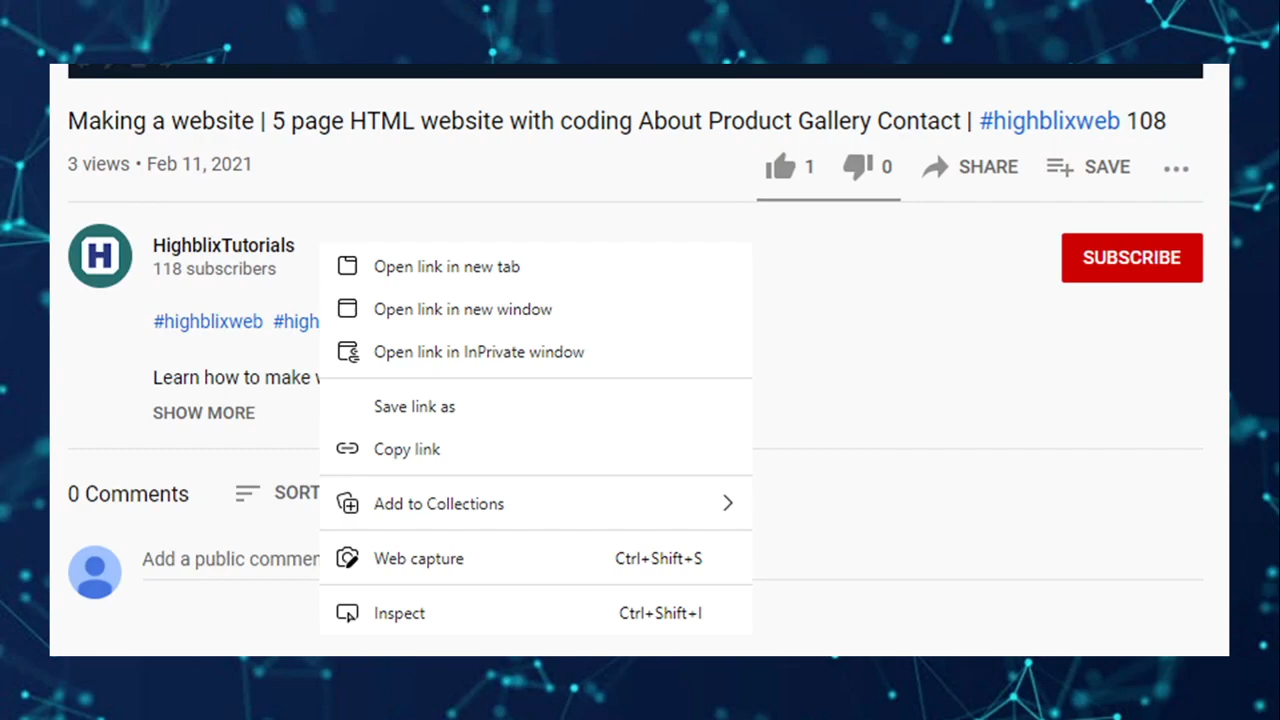 Making a website | 5 page HTML website with coding About Product Gallery Contact | #highblixweb 108
3 views • Feb 11, 2021
1 0 SHARE SAVE
H
HighblixTutorials
118 subscribers
SUBSCRIBE
#highblixweb #high
Learn how to make
SHOW MORE
0 Comments SORT
Add a public commen
Open link in new tab
Open link in new window
Open link in InPrivate window
Save link as
Copy link
Add to Collections
Web capture Ctrl+Shift+S
Inspect Ctrl+Shift+I